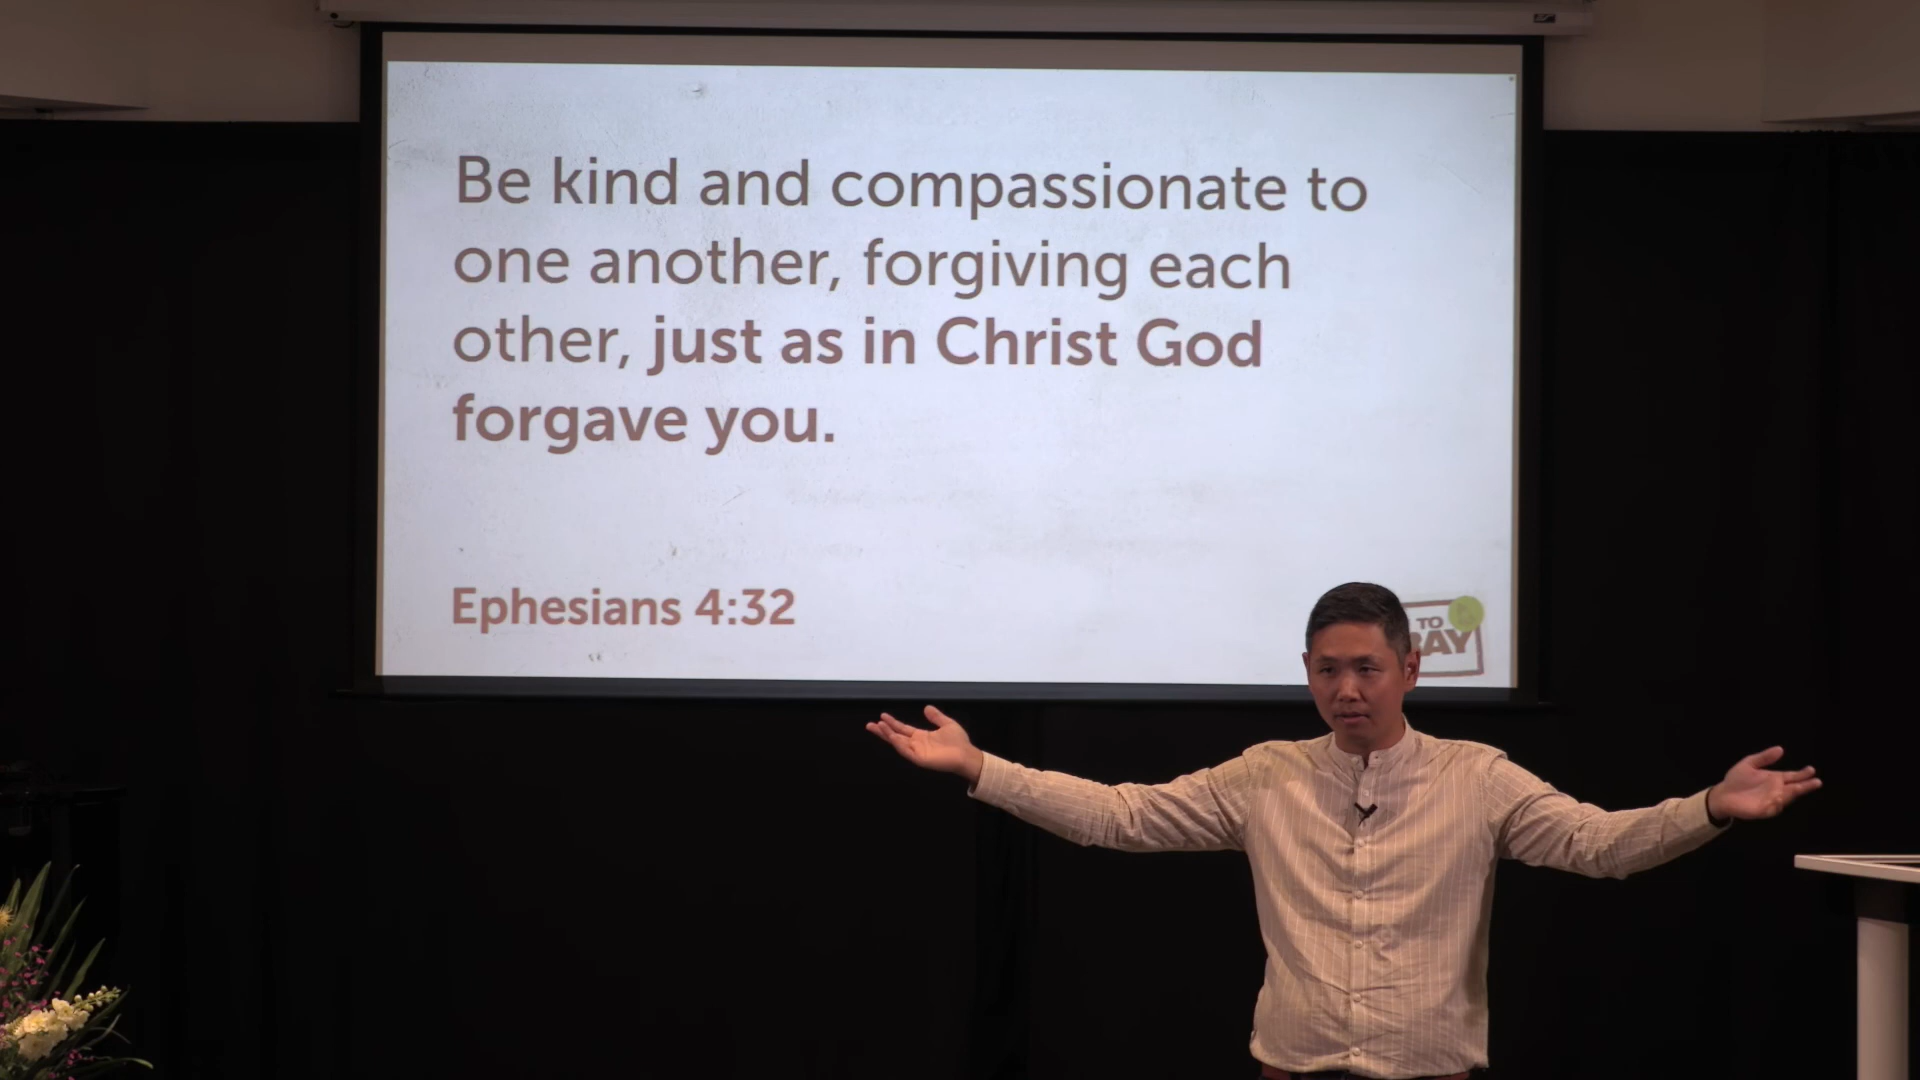 Be kind and compassionate to
one another, forgiving each
other, just as in Christ God
forgave you.
Ephesians 4:32
TO